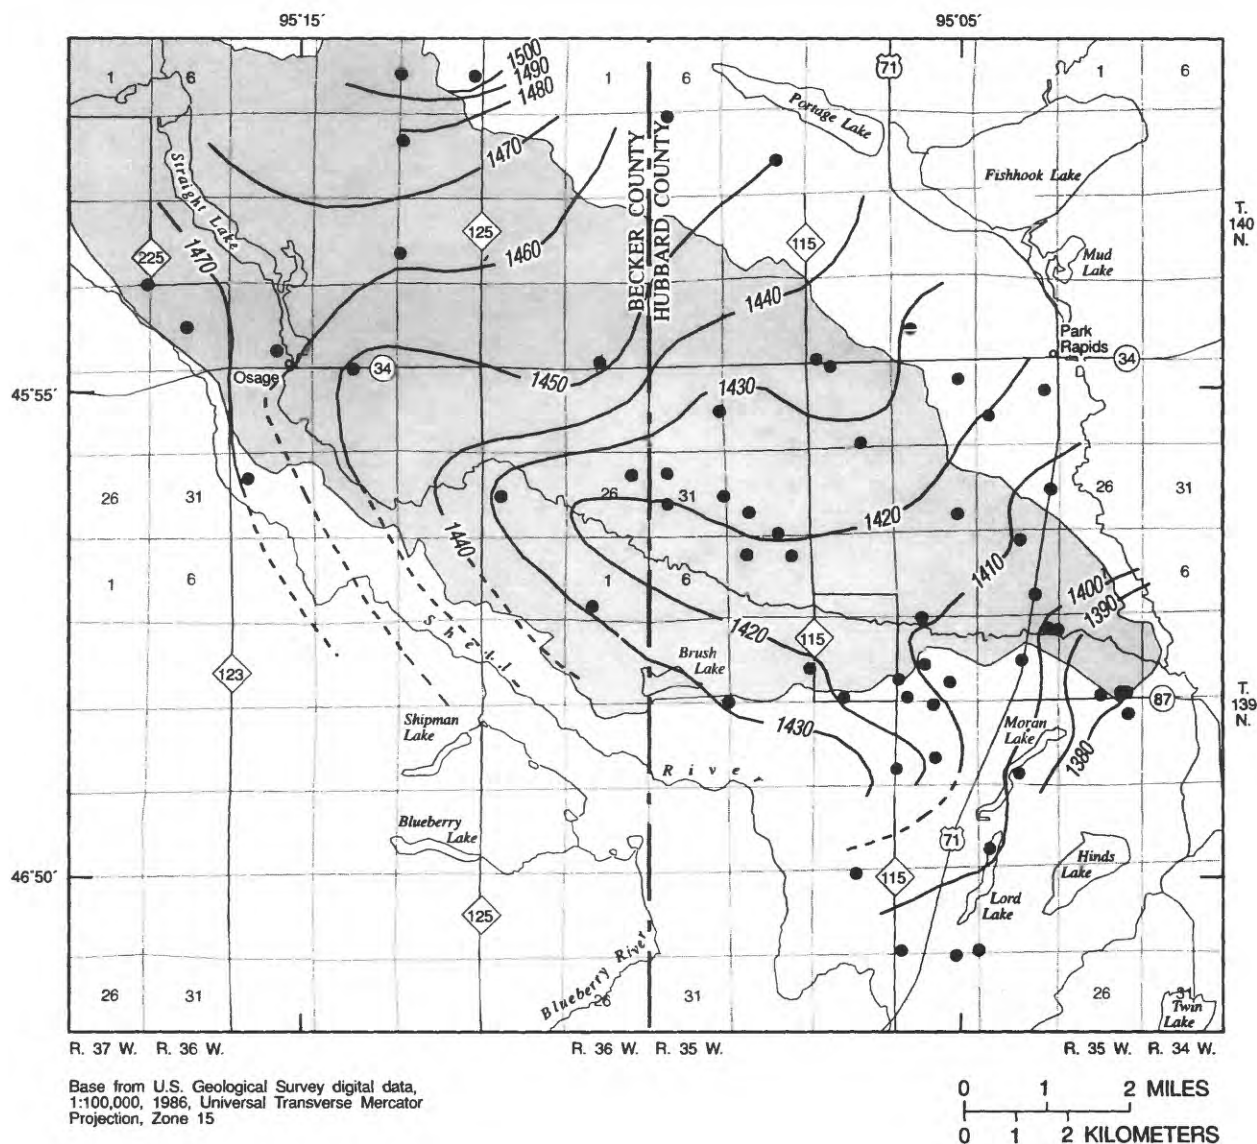 95°15′ 95°05′
1 6 1500 1 6 71 1 6
1490
1480
Portage Lake
1470
Fishhook Lake
Straight Lake
BECKER COUNTY
HUBBARD COUNTY
T.
140
N.
125 115
1470 1460
225
Mud
Lake
1440
Park
Rapids
Osage 34 1450 34
45°55′
1430
26 31 26 31 26 31
1420
1440
1 6 1 6 1410 1400 6
1390
Shell
1420 115
Brush
Lake
123
T.
139
N.
87
Shipman
Lake
1430
Moran
Lake
River
1380
Blueberry
Lake
71
Hinds
Lake
46°50′
115
125
Lord
Lake
Blueberry River
26 31 26 31 26 31
Twin
Lake
R. 37 W. R. 36 W. R. 36 W. R. 35 W. R. 35 W. R. 34 W.
Base from U.S. Geological Survey digital data,
1:100,000, 1986, Universal Transverse Mercator
Projection, Zone 15
0 1 2 MILES
0 1 2 KILOMETERS